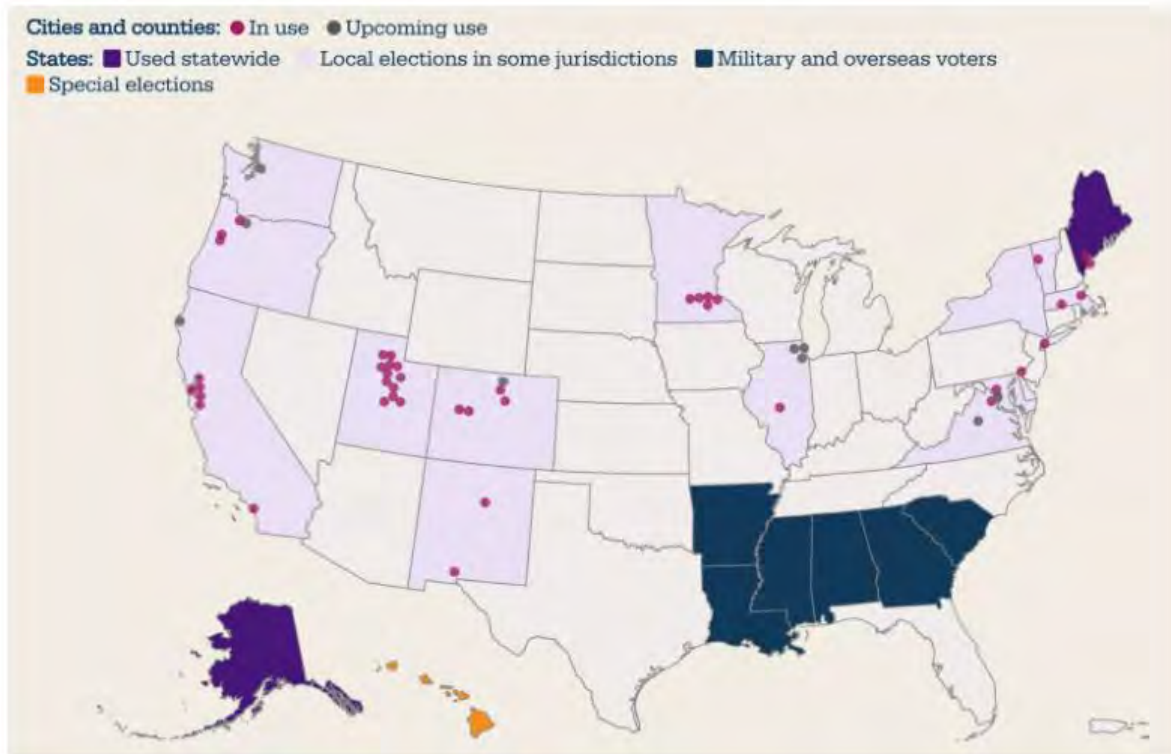 Cities and counties: In use Upcoming use
States: Used statewide Local elections in some jurisdictions Military and overseas voters
Special elections